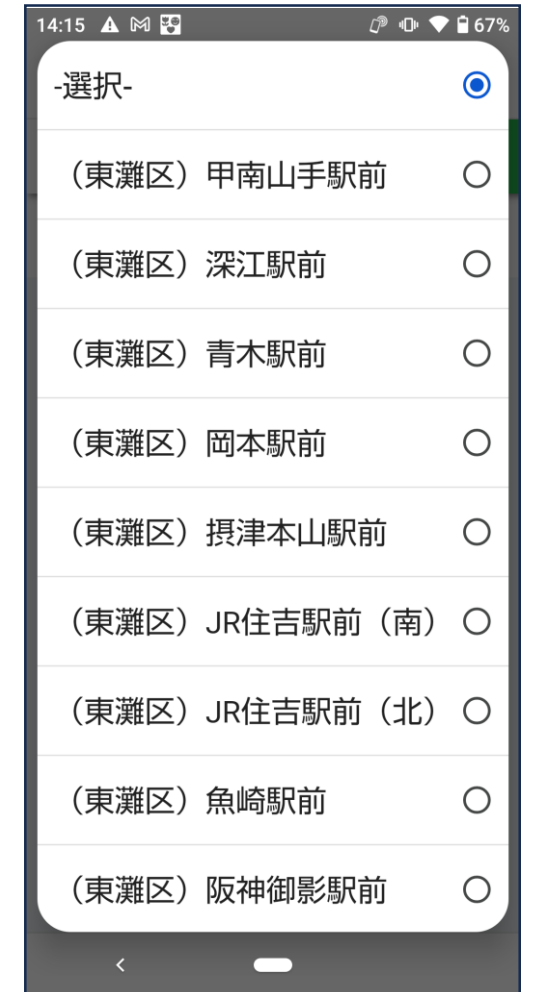 14:15
67%
-選択-
（東灘区）甲南山手駅前
（東灘区）深江駅前
（東灘区）青木駅前
（東灘区）岡本駅前
（東灘区）摂津本山駅前
（東灘区）JR住吉駅前（南）
（東灘区）JR住吉駅前（北）
（東灘区）魚崎駅前
（東灘区）阪神御影駅前